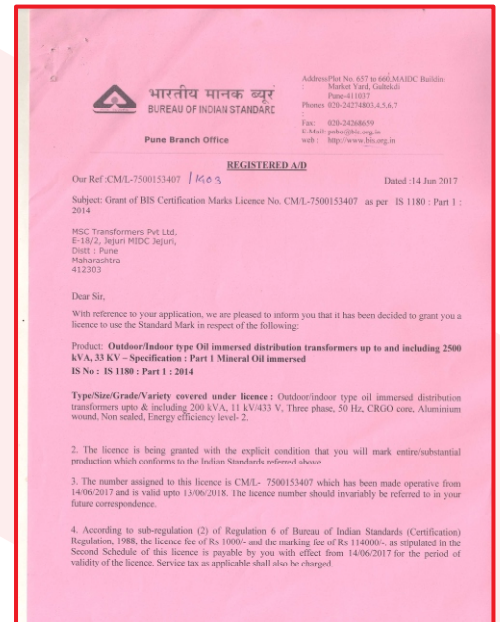 भारतीय मानक ब्यूर
BUREAU OF INDIAN STANDARD
Pune Branch Office
Address Plot No. 657 to 660,MAIDC Buildin:
: Market Yard, Gultekdi
Pune-411037
Phones 020-24274803,4,5,6,7
:
Fax: 020-24268659
E.Mail: pubo@bis.org.in
web : http://www.bis.org.in
REGISTERED A/D
Our Ref :CM/L-7500153407 / 1603
Dated :14 Jun 2017
Subject: Grant of BIS Certification Marks Licence No. CM/L-7500153407 as per IS 1180 : Part 1 :
2014
MSC Transformers Pvt Ltd,
E-18/2, Jejuri MIDC Jejuri,
Distt : Pune
Maharashtra
412303
Dear Sir,
With reference to your application, we are pleased to inform you that it has been decided to grant you a
licence to use the Standard Mark in respect of the following:
Product: Outdoor/Indoor type Oil immersed distribution transformers up to and including 2500
kVA, 33 KV – Specification : Part 1 Mineral Oil immersed
IS No : IS 1180 : Part 1 : 2014
Type/Size/Grade/Variety covered under licence : Outdoor/indoor type oil immersed distribution
transformers upto & including 200 kVA, 11 kV/433 V, Three phase, 50 Hz, CRGO core, Aluminium
wound, Non sealed, Energy efficiency level- 2.
2. The licence is being granted with the explicit condition that you will mark entire/substantial
production which conforms to the Indian Standards referred above
3. The number assigned to this licence is CM/L- 7500153407 which has been made operative from
14/06/2017 and is valid upto 13/06/2018. The licence number should invariably be referred to in your
future correspondence.
4. According to sub-regulation (2) of Regulation 6 of Bureau of Indian Standards (Certification)
Regulation, 1988, the licence fee of Rs 1000/- and the marking fee of Rs 114000/-, as stipulated in the
Second Schedule of this licence is payable by you with effect from 14/06/2017 for the period of
validity of the licence. Service tax as applicable shall also be charged.